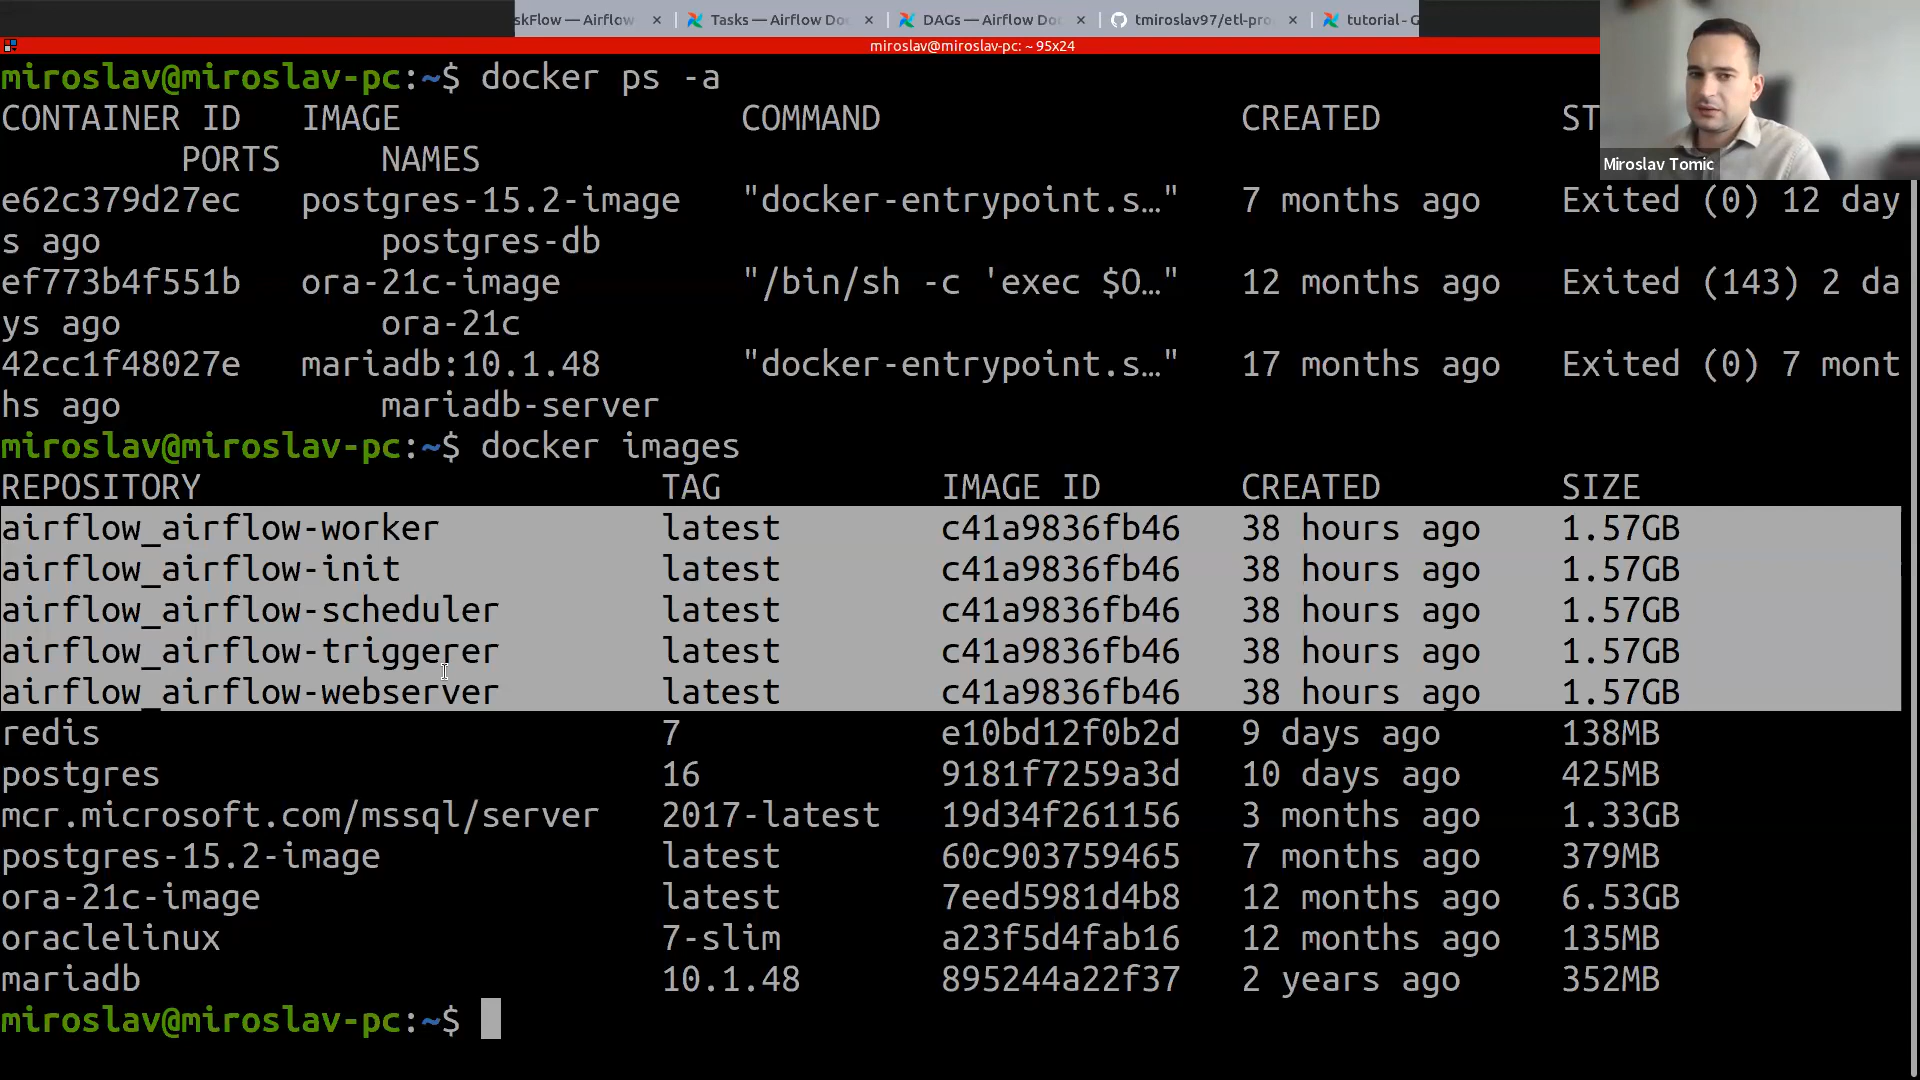 skFlow — Airflow × Tasks — Airflow Do × DAGs — Airflow Do × tmiroslav97/etl-pro × tutorial - G
miroslav@miroslav-pc: ~ 95x24
miroslav@miroslav-pc:~$ docker ps -a
CONTAINER ID IMAGE COMMAND CREATED ST
PORTS NAMES
Miroslav Tomic
e62c379d27ec postgres-15.2-image "docker-entrypoint.s…" 7 months ago Exited (0) 12 day
s ago postgres-db
ef773b4f551b ora-21c-image "/bin/sh -c 'exec $O…" 12 months ago Exited (143) 2 da
ys ago ora-21c
42cc1f48027e mariadb:10.1.48 "docker-entrypoint.s…" 17 months ago Exited (0) 7 mont
hs ago mariadb-server
miroslav@miroslav-pc:~$ docker images
REPOSITORY TAG IMAGE ID CREATED SIZE
airflow_airflow-worker latest c41a9836fb46 38 hours ago 1.57GB
airflow_airflow-init latest c41a9836fb46 38 hours ago 1.57GB
airflow_airflow-scheduler latest c41a9836fb46 38 hours ago 1.57GB
airflow_airflow-triggerer latest c41a9836fb46 38 hours ago 1.57GB
airflow_airflow-webserver latest c41a9836fb46 38 hours ago 1.57GB
redis 7 e10bd12f0b2d 9 days ago 138MB
postgres 16 9181f7259a3d 10 days ago 425MB
mcr.microsoft.com/mssql/server 2017-latest 19d34f261156 3 months ago 1.33GB
postgres-15.2-image latest 60c903759465 7 months ago 379MB
ora-21c-image latest 7eed5981d4b8 12 months ago 6.53GB
oraclelinux 7-slim a23f5d4fab16 12 months ago 135MB
mariadb 10.1.48 895244a22f37 2 years ago 352MB
miroslav@miroslav-pc:~$